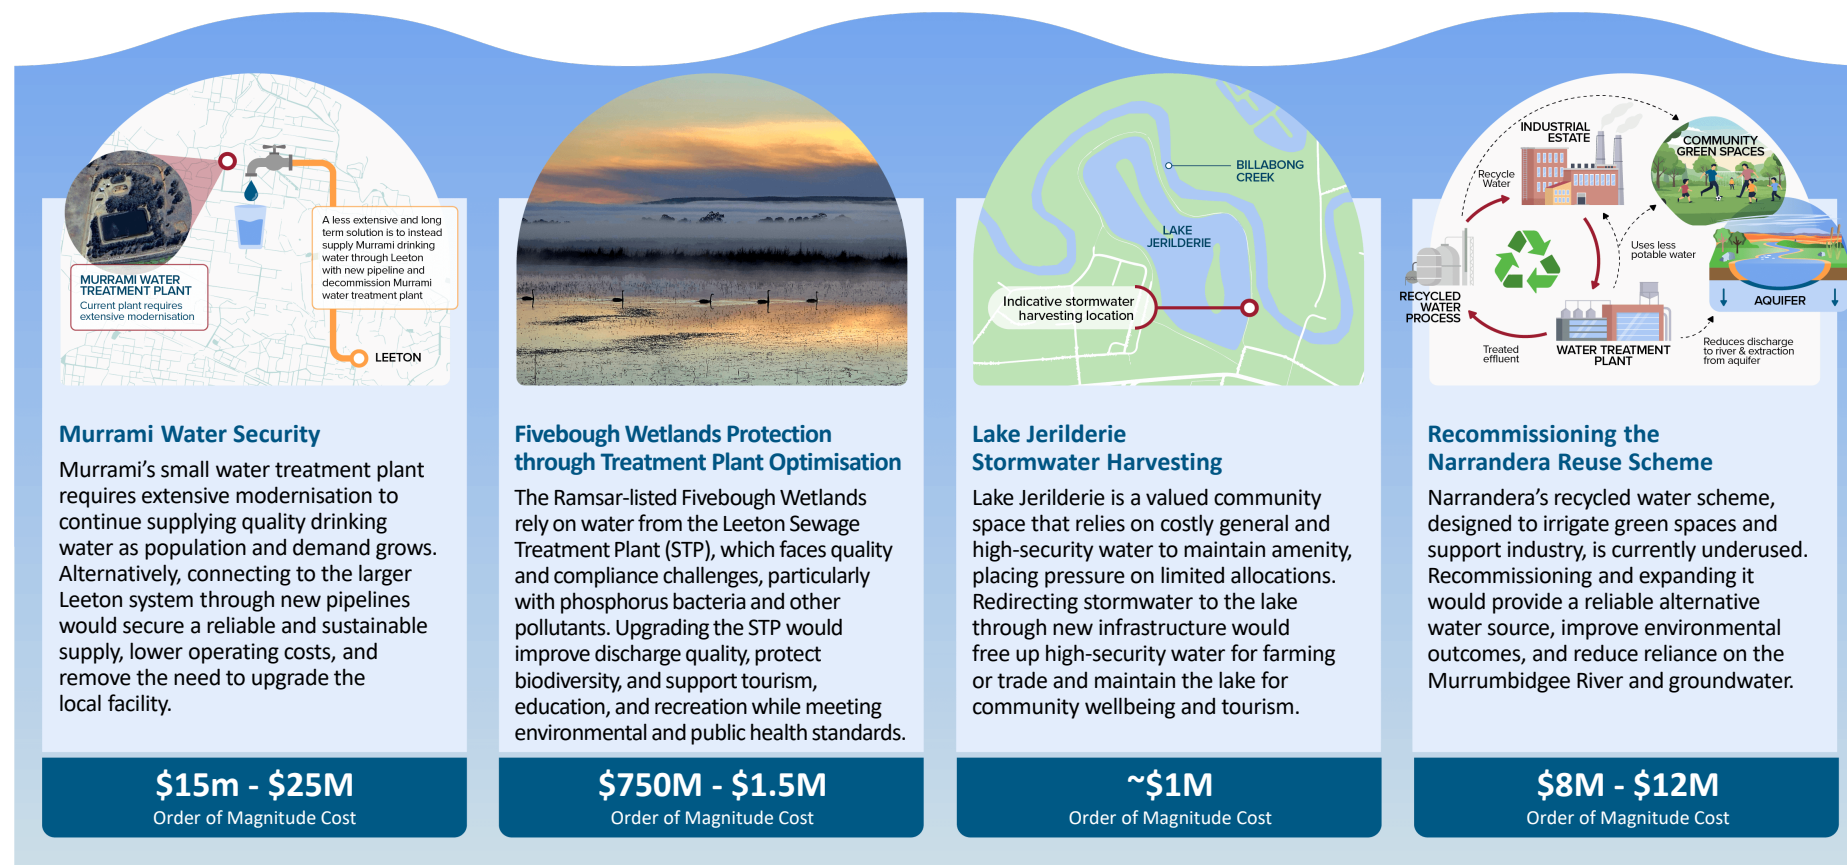 MURRAMI WATER
TREATMENT PLANT
Current plant requires
extensive modernisation
A less extensive and long
term solution is to instead
supply Murrami drinking
water through Leeton
with new pipeline and
decommission Murrami
water treatment plant
LEETON
Murrami Water Security
Murrami’s small water treatment plant
requires extensive modernisation to
continue supplying quality drinking
water as population and demand grows.
Alternatively, connecting to the larger
Leeton system through new pipelines
would secure a reliable and sustainable
supply, lower operating costs, and
remove the need to upgrade the
local facility.
$15m - $25M
Order of Magnitude Cost
Fivebough Wetlands Protection
through Treatment Plant Optimisation
The Ramsar-listed Fivebough Wetlands
rely on water from the Leeton Sewage
Treatment Plant (STP), which faces quality
and compliance challenges, particularly
with phosphorus bacteria and other
pollutants. Upgrading the STP would
improve discharge quality, protect
biodiversity, and support tourism,
education, and recreation while meeting
environmental and public health standards.
$750M - $1.5M
Order of Magnitude Cost
BILLABONG
CREEK
LAKE
JERILDERIE
Indicative stormwater
harvesting location
Lake Jerilderie
Stormwater Harvesting
Lake Jerilderie is a valued community
space that relies on costly general and
high-security water to maintain amenity,
placing pressure on limited allocations.
Redirecting stormwater to the lake
through new infrastructure would
free up high-security water for farming
or trade and maintain the lake for
community wellbeing and tourism.
~$1M
Order of Magnitude Cost
INDUSTRIAL
ESTATE
COMMUNITY
GREEN SPACES
Recycle
Water
Uses less
potable water
RECYCLED
WATER
PROCESS
AQUIFER
Treated
effluent
WATER TREATMENT
PLANT
Reduces discharge
to river & extraction
from aquifer
Recommissioning the
Narrandera Reuse Scheme
Narrandera’s recycled water scheme,
designed to irrigate green spaces and
support industry, is currently underused.
Recommissioning and expanding it
would provide a reliable alternative
water source, improve environmental
outcomes, and reduce reliance on the
Murrumbidgee River and groundwater.
$8M - $12M
Order of Magnitude Cost